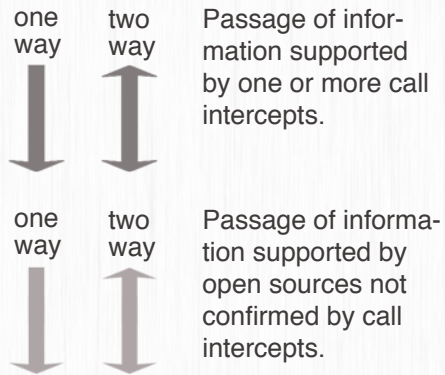 one
way
two
way
Passage of infor-
mation supported
by one or more call
intercepts.
one
way
two
way
Passage of informa-
tion supported by
open sources not
confirmed by call
intercepts.